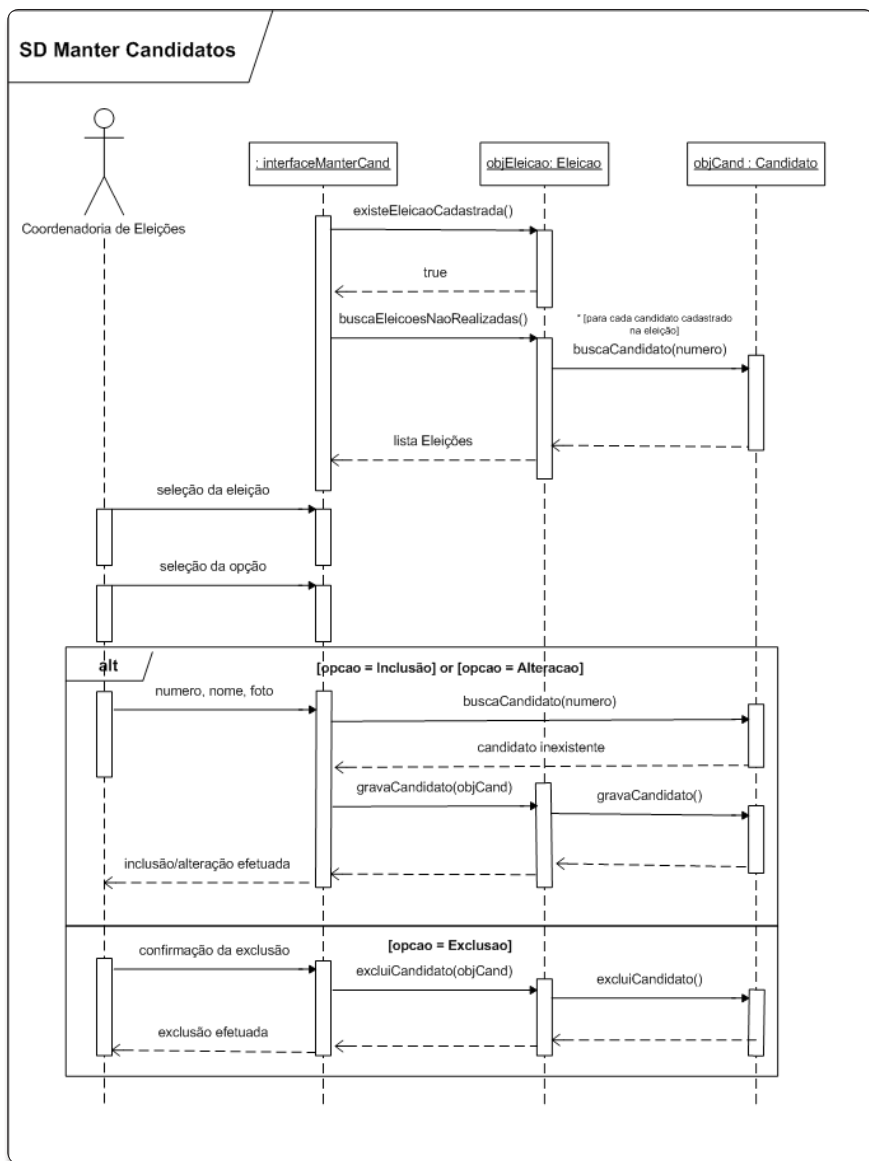 SD Manter Candidatos
: interfaceManterCand
objEleicao: Eleicao
objCand : Candidato
Coordenadoria de Eleições
existeEleicaoCadastrada()
true
buscaEleicoesNaoRealizadas()
* [para cada candidato cadastrado
na eleição]
buscaCandidato(numero)
lista Eleições
seleção da eleição
seleção da opção
alt
[opcao = Inclusão] or [opcao = Alteracao]
numero, nome, foto
buscaCandidato(numero)
candidato inexistente
gravaCandidato(objCand)
gravaCandidato()
inclusão/alteração efetuada
[opcao = Exclusao]
confirmação da exclusão
excluiCandidato(objCand)
excluiCandidato()
exclusão efetuada